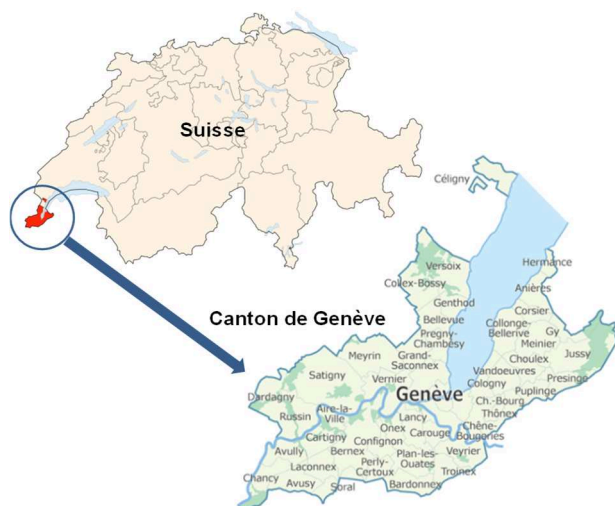 Suisse
Céligny
Hermance
Versoix
Collex-Bossy
Anières
Genthod
Corsier
Canton de Genève
Bellevue
Collonge-
Bellerive
Gy
Pregny-
Chambésy
Meinier
Meyrin
Grand-
Saconnex
Choulex
Jussy
Satigny
Vernier
Vandoeuvres
Cologny
Presinge
Dardagny
Genève
Puplinge
Ch.-Bourg
Russin
Aire-la-
Ville
Lancy
Thônex
Onex
Carouge
Chêne-
Bougeries
Cartigny
Confignon
Avully
Bernex
Plan-les-
Ouates
Veyrier
Laconnex
Perly-
Certoux
Troinex
Chancy
Avusy
Soral
Bardonnex